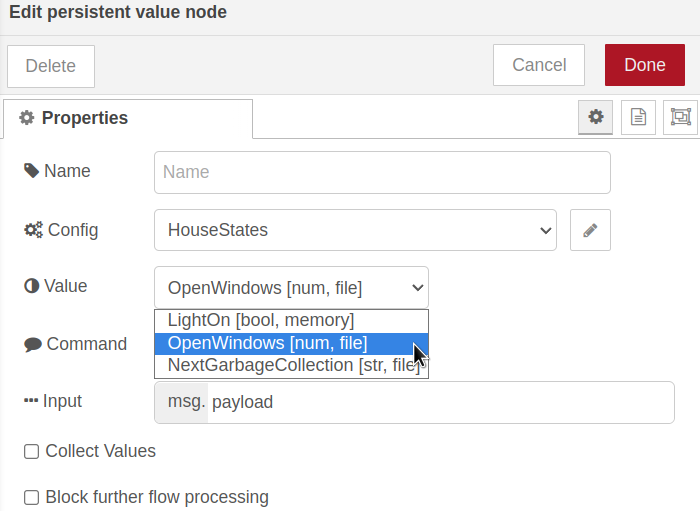 Edit persistent value node
Delete
Cancel
Done
Properties
Name
Name
Config
HouseStates
Value
OpenWindows [num, file]
LightOn [bool, memory]
OpenWindows [num, file]
Command
NextGarbageCollection [str, file]
Input
msg. payload
Collect Values
Block further flow processing